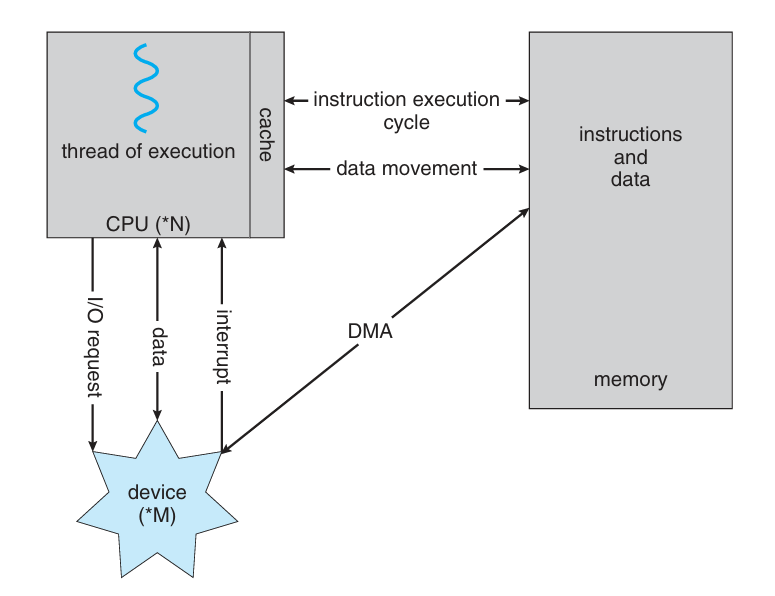 thread of execution
cache
CPU (*N)
instruction execution
cycle
data movement
instructions
and
data
memory
I/O request
data
interrupt
DMA
device
(*M)